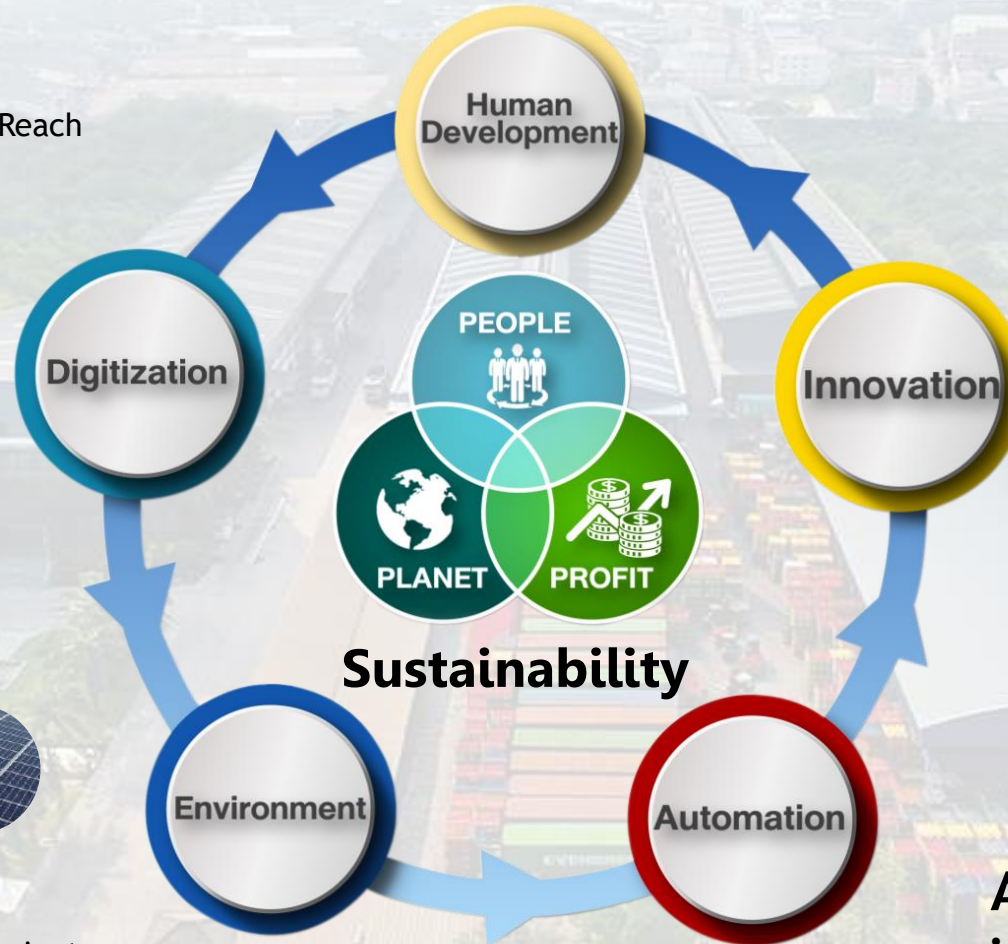 Reach
Human
Development
PEOPLE
Digitization
Innovation
PLANET
PROFIT
Sustainability
Environment
Automation
A